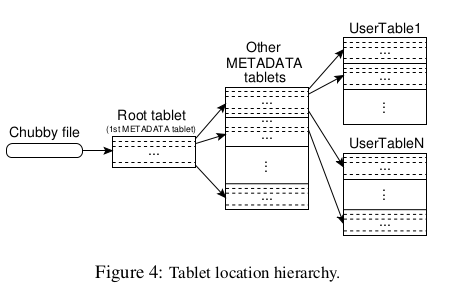 UserTable1
Other
METADATA
tablets
Root tablet
(1st METADATA tablet)
Chubby file
...
...
...
...
...
...
⋮
⋮
UserTableN
...
⋮
...
Figure 4: Tablet location hierarchy.